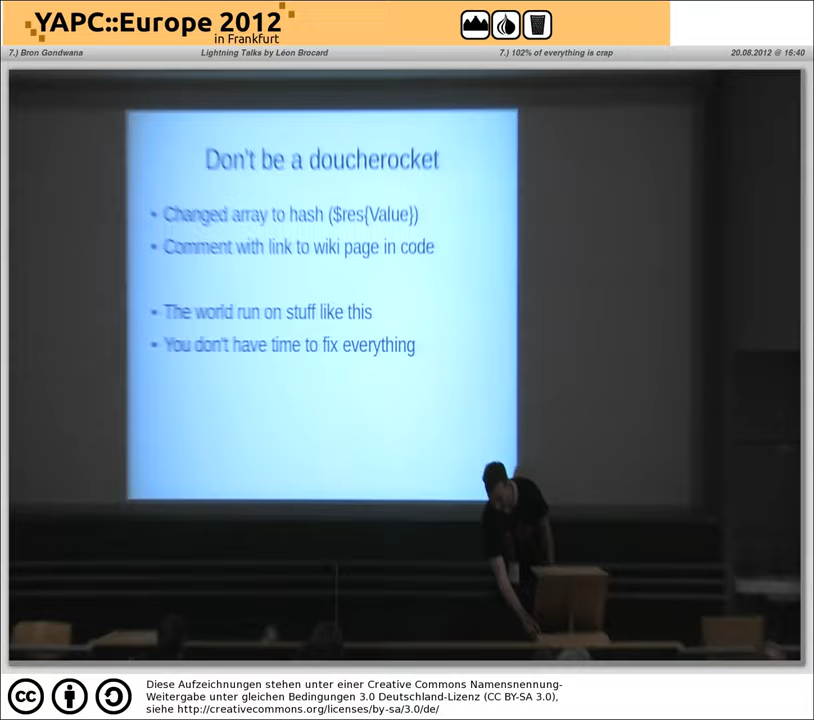 YAPC::Europe 2012
in Frankfurt
7.) Bron Gondwana Lightning Talks by Léon Brocard 7.) 102% of everything is crap 20.08.2012 @ 16:40
Don't be a doucherocket
• Changed array to hash ($res{Value})
• Comment with link to wiki page in code
• The world run on stuff like this
• You don't have time to fix everything
cc
Diese Aufzeichnungen stehen unter einer Creative Commons Namensnennung-
Weitergabe unter gleichen Bedingungen 3.0 Deutschland-Lizenz (CC BY-SA 3.0),
siehe http://creativecommons.org/licenses/by-sa/3.0/de/